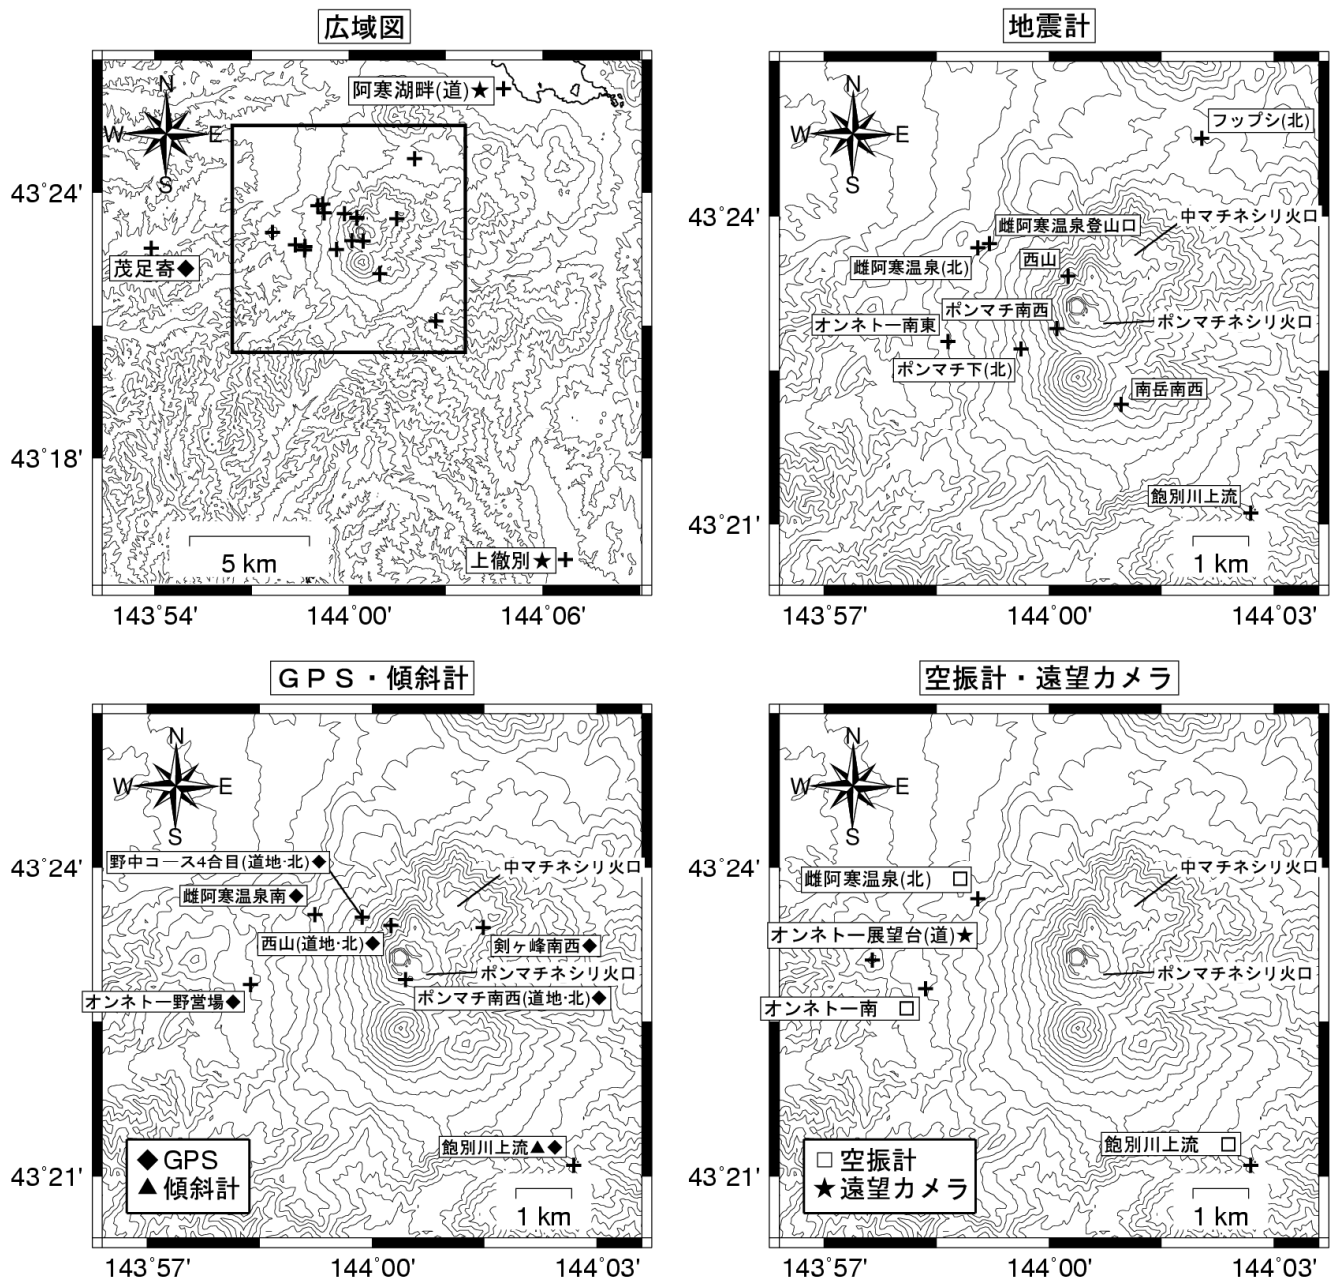 広域図
阿寒湖畔(道)★
N
W E
S
43°24'
茂足寄◆
43°18'
5 km
上徹別★
143°54' 144°00' 144°06'
地震計
N
W E
S
フップシ(北)
43°24'
中マチネシリ火口
雌阿寒温泉登山口
雌阿寒温泉(北)
西山
ポンマチ南西
オンネトー南東
ポンマチネシリ火口
ポンマチ下(北)
南岳南西
飽別川上流
43°21'
1 km
143°57' 144°00' 144°03'
GPS・傾斜計
N
W E
S
野中コース4合目(道地·北)◆
43°24'
中マチネシリ火口
雌阿寒温泉南◆
西山(道地·北)◆
剣ヶ峰南西◆
ポンマチネシリ火口
オンネトー野営場◆
ポンマチ南西(道地·北)◆
飽別川上流▲◆
◆GPS
▲傾斜計
43°21'
1 km
143°57' 144°00' 144°03'
空振計・遠望カメラ
N
W E
S
43°24'
中マチネシリ火口
雌阿寒温泉(北) □
オンネトー展望台(道)★
ポンマチネシリ火口
オンネトー南 □
飽別川上流 □
□空振計
★遠望カメラ
43°21'
1 km
143°57' 144°00' 144°03'